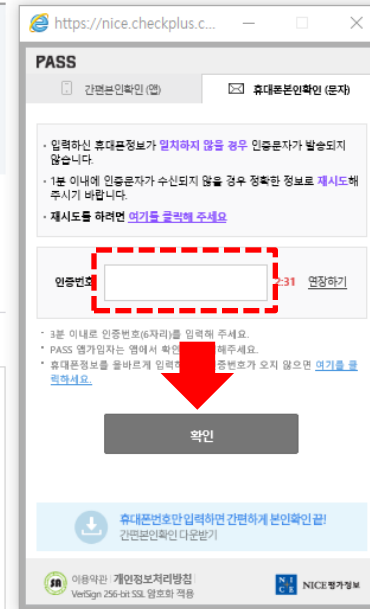 https://nice.checkplus.c...
PASS
간편본인확인 (앱)
휴대폰본인확인 (문자)
· 입력하신 휴대폰정보가 일치하지 않을 경우 인증문자가 발송되지
않습니다.
· 1분 이내에 인증문자가 수신되지 않을 경우 정확한 정보로 재시도해
주시기 바랍니다.
· 재시도를 하려면 여기를 클릭해 주세요
인증번호
2:31 연장하기
· 3분 이내로 인증번호(6자리)를 입력해 주세요.
· PASS 앱가입자는 앱에서 확인 해주세요.
· 휴대폰정보를 올바르게 입력 증번호가 오지 않으면 여기를 클
릭하세요.
확인
휴대폰번호만 입력하면 간편하게 본인확인 끝!
간편본인확인 다운받기
이용약관 | 개인정보처리방침
VeriSign 256-bit SSL 암호화 적용
NICE평가정보